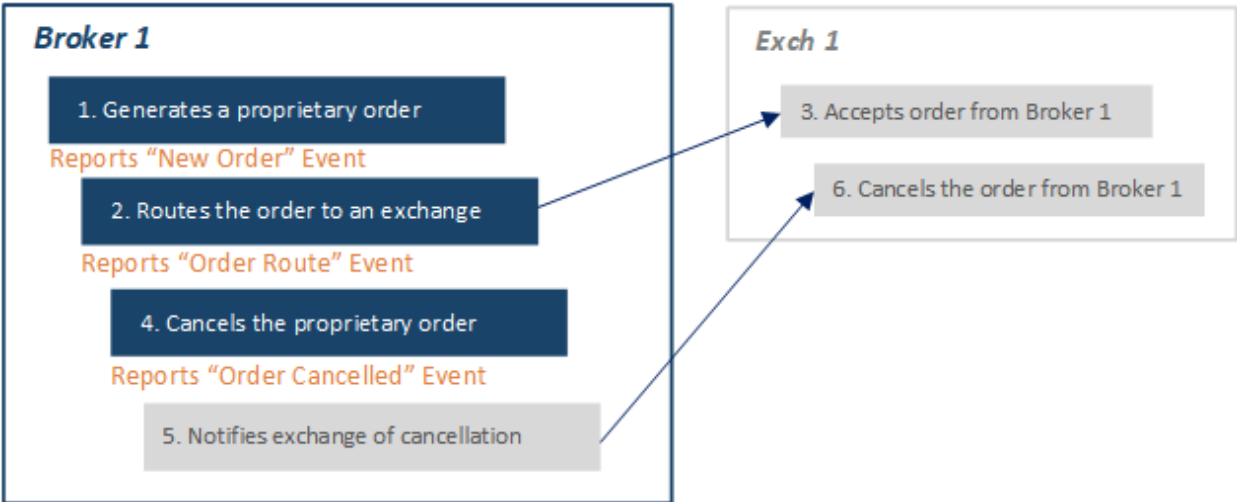 Broker 1
1. Generates a proprietary order
Reports “New Order” Event
2. Routes the order to an exchange
Reports “Order Route” Event
4. Cancels the proprietary order
Reports “Order Cancelled” Event
5. Notifies exchange of cancellation
Exch 1
3. Accepts order from Broker 1
6. Cancels the order from Broker 1